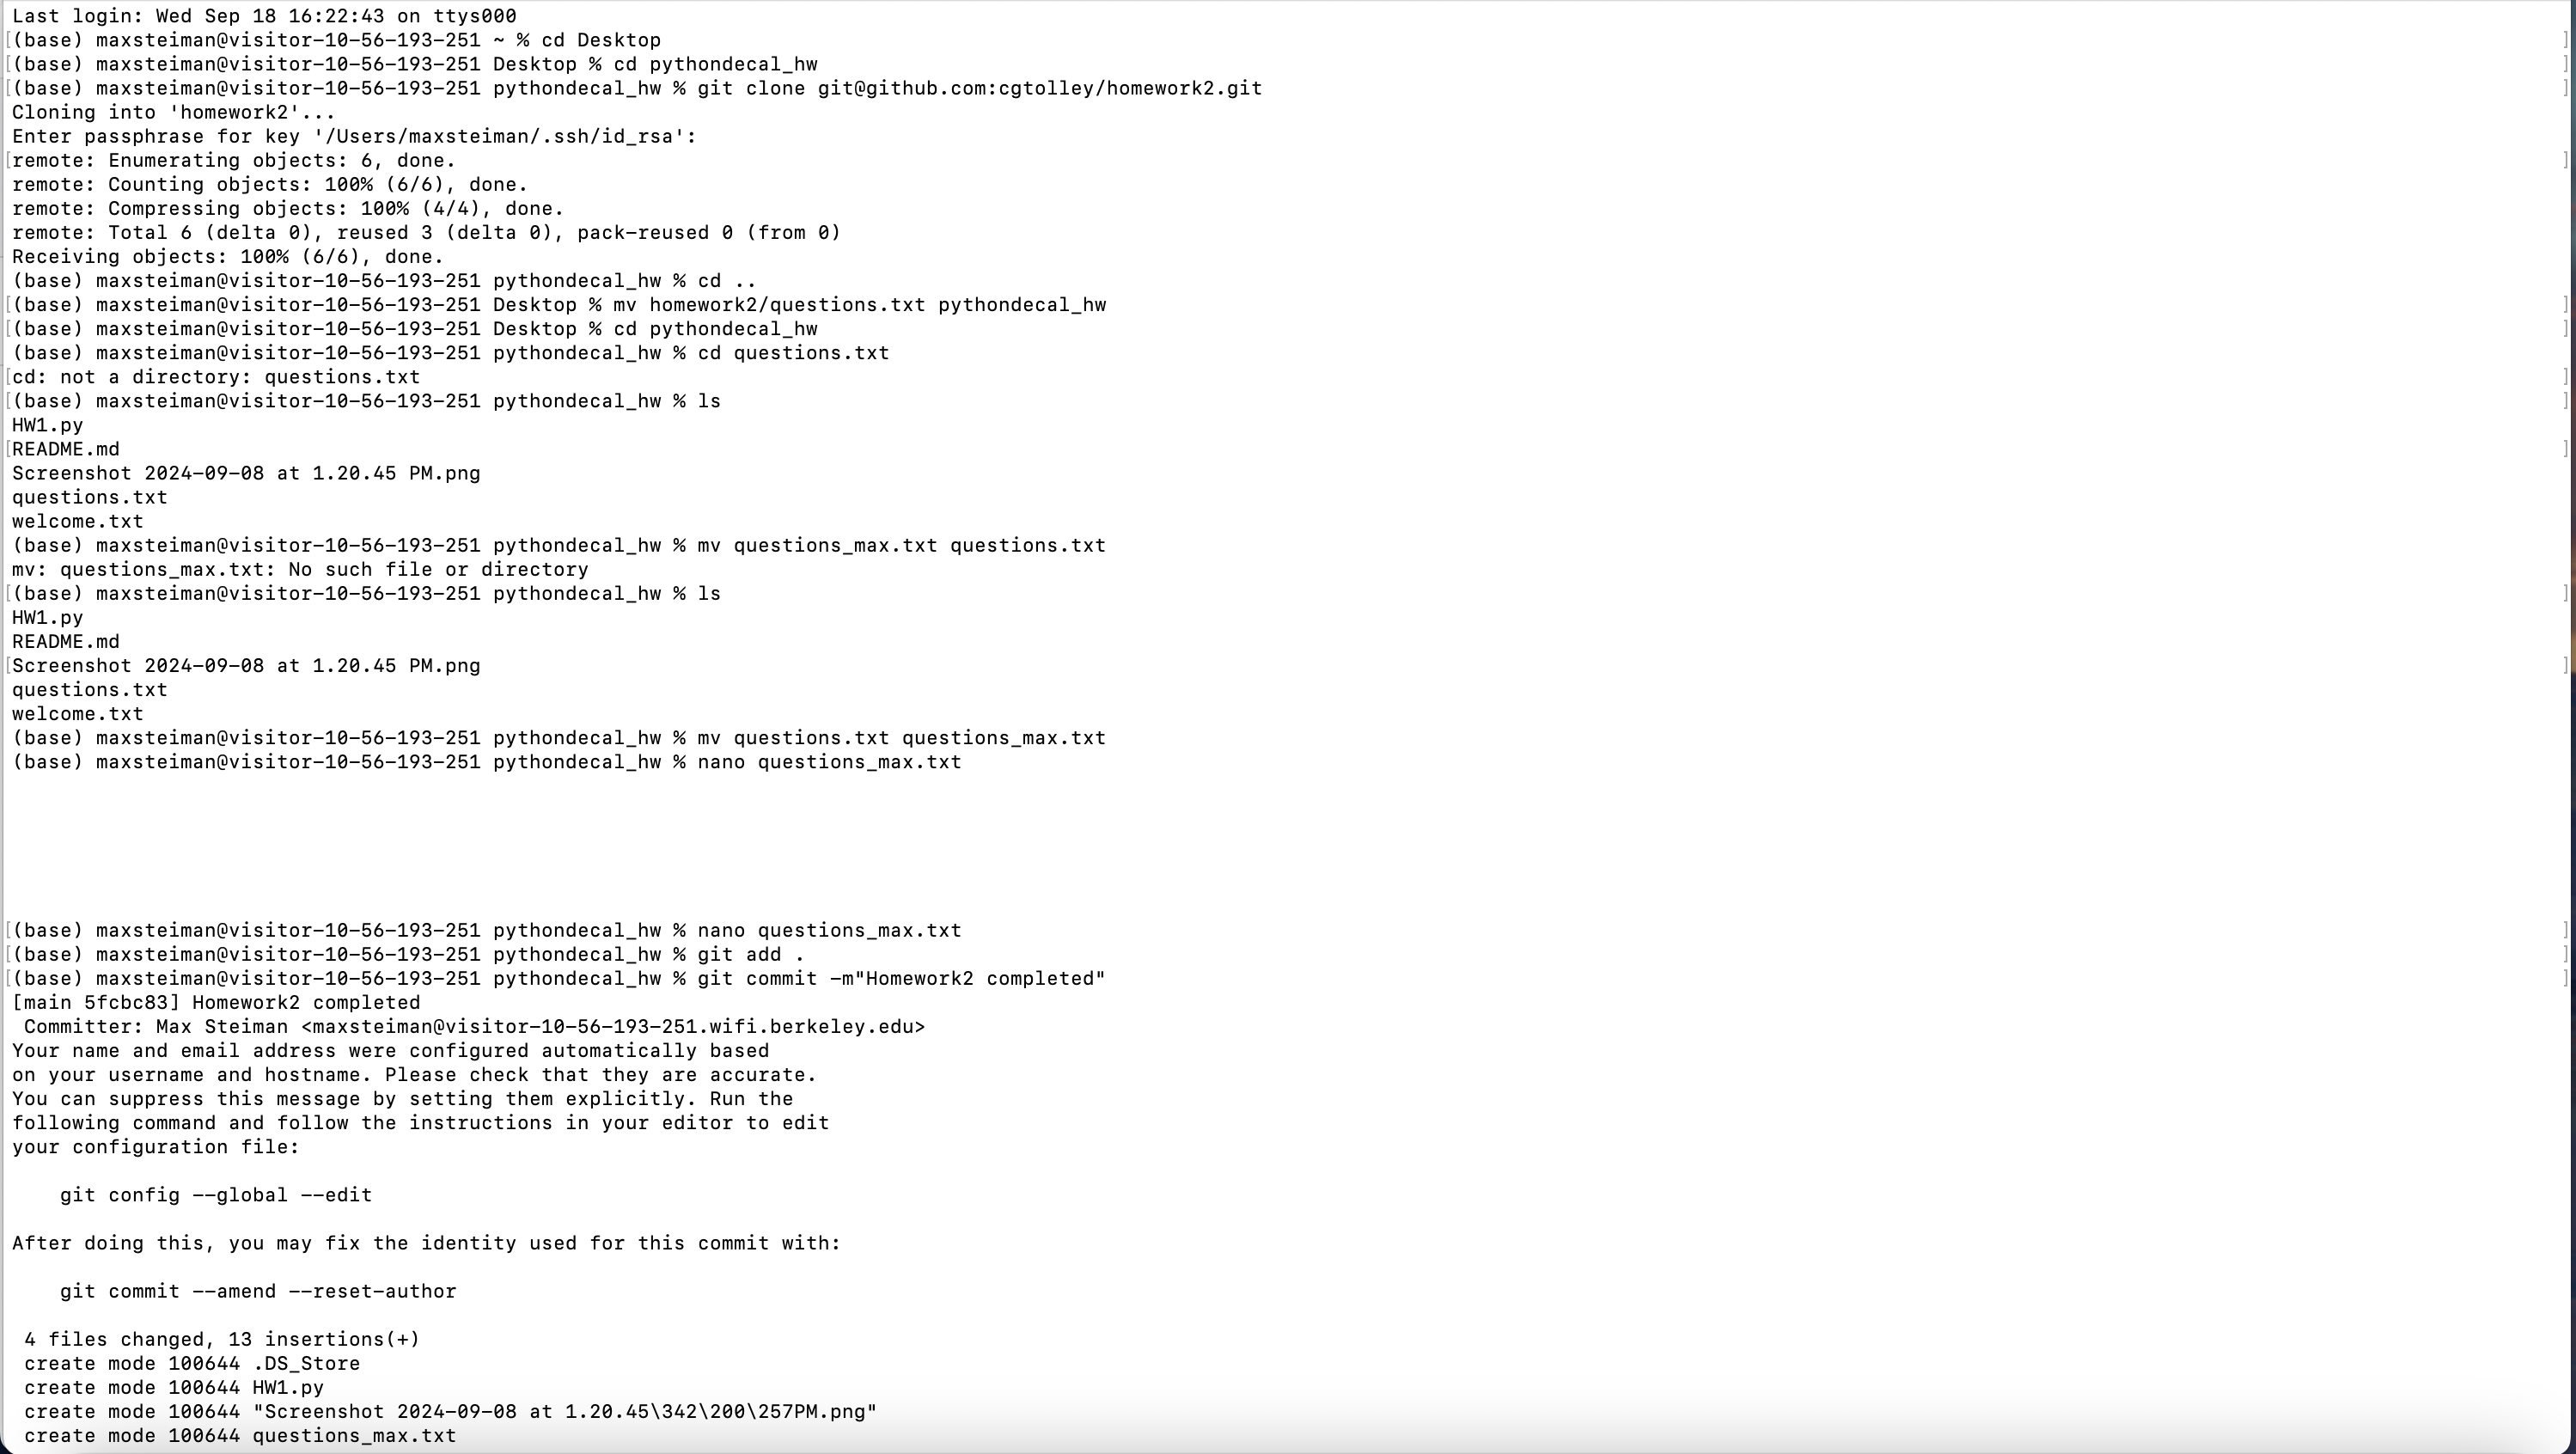 Last login: Wed Sep 18 16:22:43 on ttys000
[(base) maxsteiman@visitor-10-56-193-251 ~ % cd Desktop ]
[(base) maxsteiman@visitor-10-56-193-251 Desktop % cd pythondecal_hw ]
[(base) maxsteiman@visitor-10-56-193-251 pythondecal_hw % git clone git@github.com:cgtolley/homework2.git ]
Cloning into 'homework2'...
Enter passphrase for key '/Users/maxsteiman/.ssh/id_rsa':
[remote: Enumerating objects: 6, done. ]
remote: Counting objects: 100% (6/6), done.
remote: Compressing objects: 100% (4/4), done.
remote: Total 6 (delta 0), reused 3 (delta 0), pack-reused 0 (from 0)
Receiving objects: 100% (6/6), done.
(base) maxsteiman@visitor-10-56-193-251 pythondecal_hw % cd ..
[(base) maxsteiman@visitor-10-56-193-251 Desktop % mv homework2/questions.txt pythondecal_hw ]
[(base) maxsteiman@visitor-10-56-193-251 Desktop % cd pythondecal_hw ]
(base) maxsteiman@visitor-10-56-193-251 pythondecal_hw % cd questions.txt
[cd: not a directory: questions.txt ]
[(base) maxsteiman@visitor-10-56-193-251 pythondecal_hw % ls ]
HW1.py
[README.md ]
Screenshot 2024-09-08 at 1.20.45 PM.png
questions.txt
welcome.txt
(base) maxsteiman@visitor-10-56-193-251 pythondecal_hw % mv questions_max.txt questions.txt
mv: questions_max.txt: No such file or directory
[(base) maxsteiman@visitor-10-56-193-251 pythondecal_hw % ls ]
HW1.py
README.md
[Screenshot 2024-09-08 at 1.20.45 PM.png ]
questions.txt
welcome.txt
(base) maxsteiman@visitor-10-56-193-251 pythondecal_hw % mv questions.txt questions_max.txt
(base) maxsteiman@visitor-10-56-193-251 pythondecal_hw % nano questions_max.txt
[(base) maxsteiman@visitor-10-56-193-251 pythondecal_hw % nano questions_max.txt ]
[(base) maxsteiman@visitor-10-56-193-251 pythondecal_hw % git add . ]
[(base) maxsteiman@visitor-10-56-193-251 pythondecal_hw % git commit -m"Homework2 completed" ]
[main 5fcbc83] Homework2 completed
Committer: Max Steiman <maxsteiman@visitor-10-56-193-251.wifi.berkeley.edu>
Your name and email address were configured automatically based
on your username and hostname. Please check that they are accurate.
You can suppress this message by setting them explicitly. Run the
following command and follow the instructions in your editor to edit
your configuration file:
git config --global --edit
After doing this, you may fix the identity used for this commit with:
git commit --amend --reset-author
4 files changed, 13 insertions(+)
create mode 100644 .DS_Store
create mode 100644 HW1.py
create mode 100644 "Screenshot 2024-09-08 at 1.20.45\342\200\257PM.png"
create mode 100644 questions_max.txt